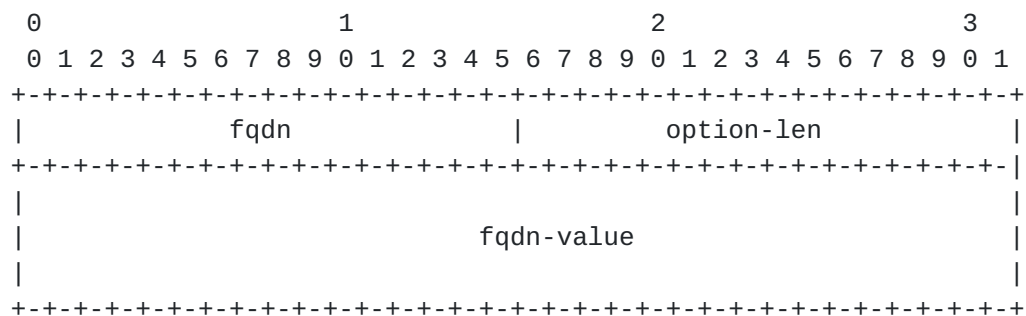 0                   1                   2                   3
 0 1 2 3 4 5 6 7 8 9 0 1 2 3 4 5 6 7 8 9 0 1 2 3 4 5 6 7 8 9 0 1
+-+-+-+-+-+-+-+-+-+-+-+-+-+-+-+-+-+-+-+-+-+-+-+-+-+-+-+-+-+-+-+-+
|             fqdn              |         option-len            |
+-+-+-+-+-+-+-+-+-+-+-+-+-+-+-+-+-+-+-+-+-+-+-+-+-+-+-+-+-+-+-+-|
|                                                               |
|                             fqdn-value                        |
|                                                               |
+-+-+-+-+-+-+-+-+-+-+-+-+-+-+-+-+-+-+-+-+-+-+-+-+-+-+-+-+-+-+-+-+